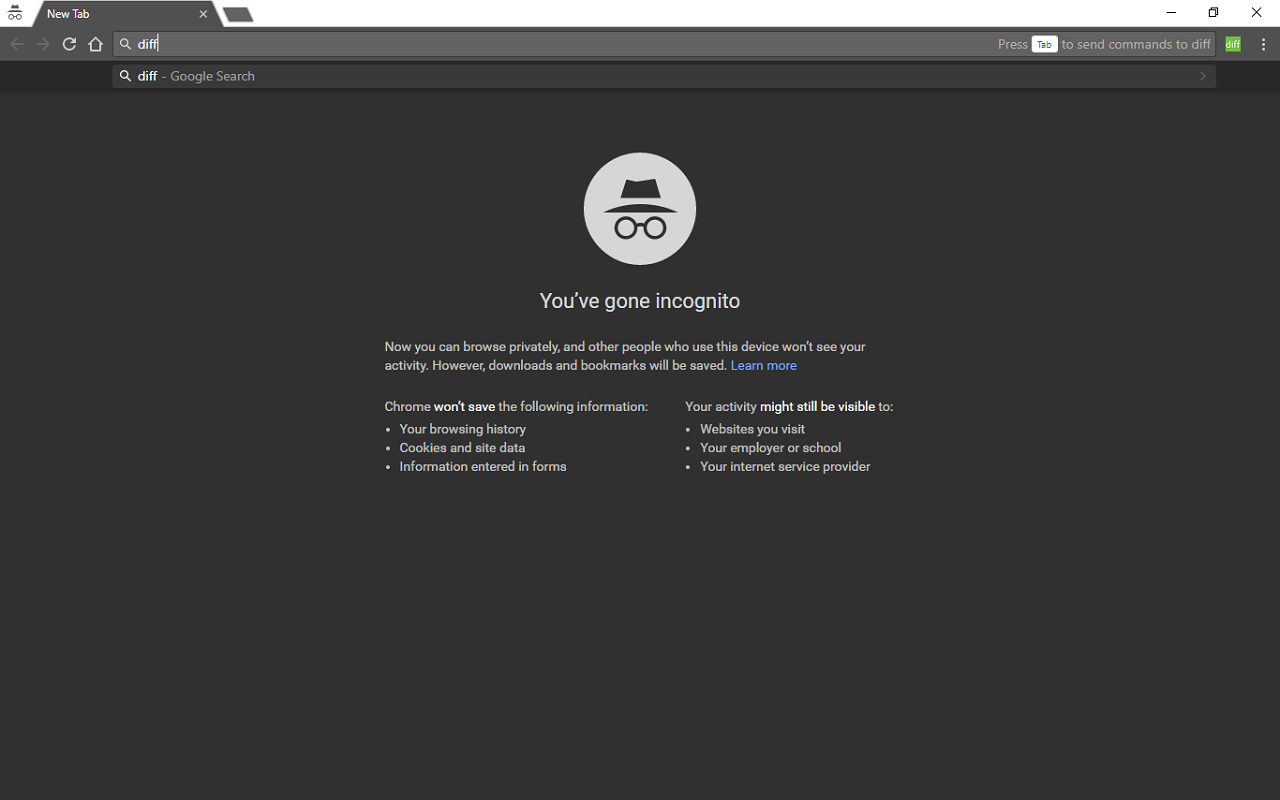 New Tab
diff Press Tab to send commands to diff diff
diff - Google Search
You’ve gone incognito
Now you can browse privately, and other people who use this device won’t see your
activity. However, downloads and bookmarks will be saved. Learn more
Chrome won’t save the following information:
• Your browsing history
• Cookies and site data
• Information entered in forms
Your activity might still be visible to:
• Websites you visit
• Your employer or school
• Your internet service provider